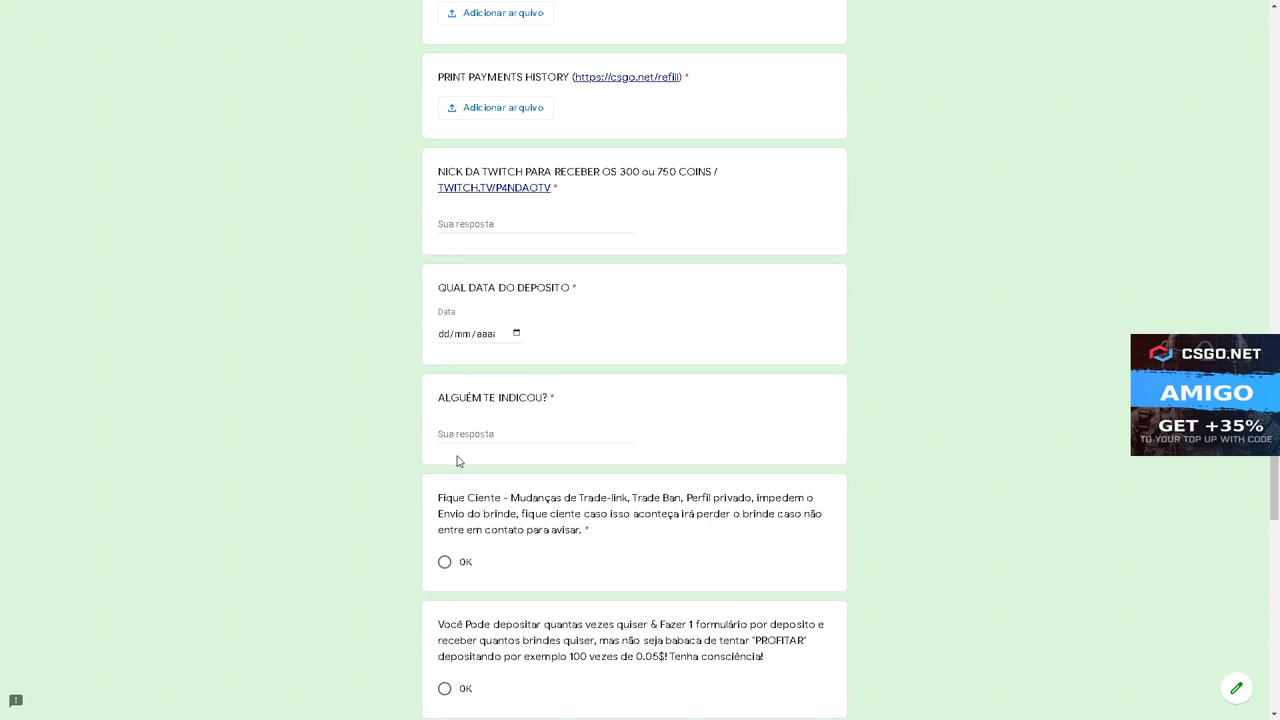 Adicionar arquivo
PRINT PAYMENTS HISTORY (https://csgo.net/refill) *
Adicionar arquivo
NICK DA TWITCH PARA RECEBER OS 300 ou 750 COINS /
TWITCH.TV/P4NDAOTV *
Sua resposta
QUAL DATA DO DEPOSITO *
Data
dd/mm/aaaa
ALGUÉM TE INDICOU? *
Sua resposta
Fique Ciente - Mudanças de Trade-link, Trade Ban, Perfil privado, impedem o
Envio do brinde, fique ciente caso isso aconteça irá perder o brinde caso não
entre em contato para avisar. *
OK
Você Pode depositar quantas vezes quiser & Fazer 1 formulário por deposito e
receber quantos brindes quiser, mas não seja babaca de tentar "PROFITAR"
depositando por exemplo 100 vezes de 0.05$! Tenha consciência!
OK
CSGO.NET
AMIGO
GET +35%
TO YOUR TOP UP WITH CODE